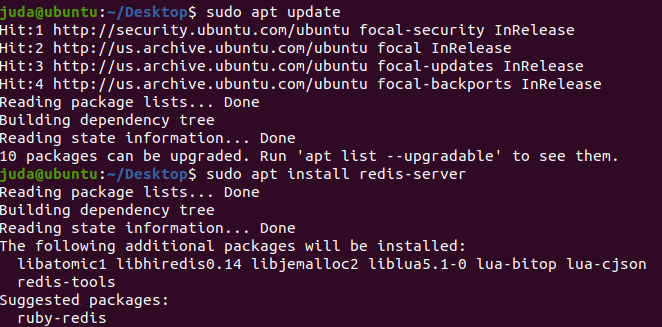 juda@ubuntu:~/Desktop$ sudo apt update
Hit:1 http://security.ubuntu.com/ubuntu focal-security InRelease
Hit:2 http://us.archive.ubuntu.com/ubuntu focal InRelease
Hit:3 http://us.archive.ubuntu.com/ubuntu focal-updates InRelease
Hit:4 http://us.archive.ubuntu.com/ubuntu focal-backports InRelease
Reading package lists... Done
Building dependency tree
Reading state information... Done
10 packages can be upgraded. Run 'apt list --upgradable' to see them.
juda@ubuntu:~/Desktop$ sudo apt install redis-server
Reading package lists... Done
Building dependency tree
Reading state information... Done
The following additional packages will be installed:
  libatomic1 libhiredis0.14 libjemalloc2 liblua5.1-0 lua-bitop lua-cjson
  redis-tools
Suggested packages:
  ruby-redis